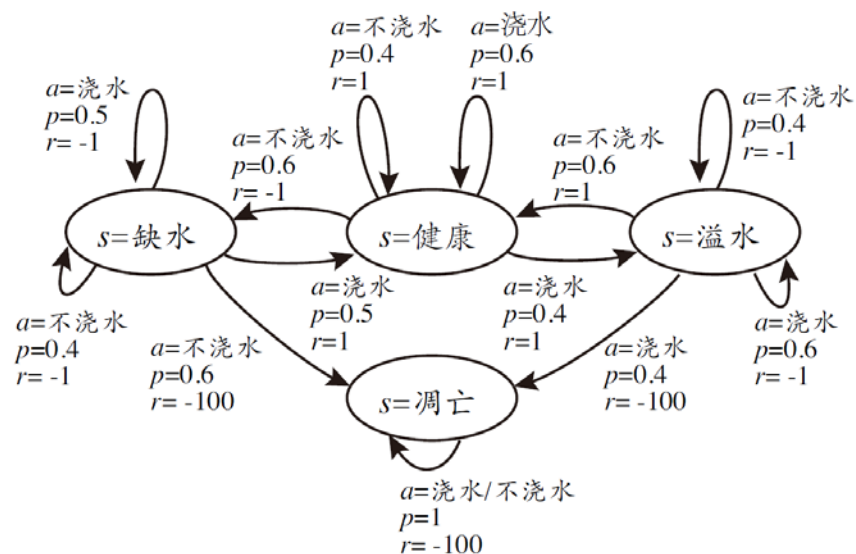 a=不浇水
p=0.4
r=1
a=浇水
p=0.6
r=1
a=浇水
p=0.5
r= -1
a=不浇水
p=0.6
r= -1
a=不浇水
p=0.6
r=1
a=不浇水
p=0.4
r= -1
s=缺水
s=健康
s=溢水
a=不浇水
p=0.4
r= -1
a=不浇水
p=0.6
r= -100
a=浇水
p=0.5
r=1
a=浇水
p=0.4
r=1
a=浇水
p=0.4
r= -100
a=浇水
p=0.6
r= -1
s=凋亡
a=浇水/不浇水
p=1
r= -100